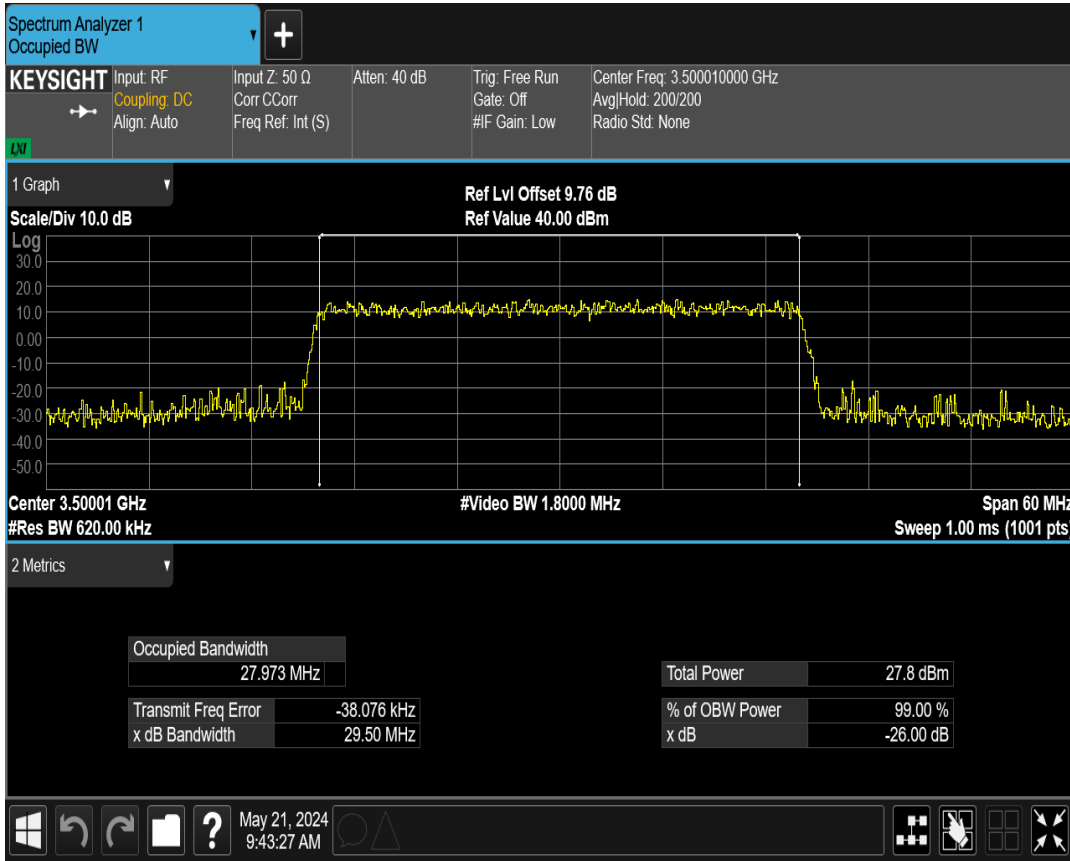 Spectrum Analyzer 1
Occupied BW
KEYSIGHT
LXI
Input: RF
Coupling: DC
Align: Auto
Input Z: 50 Ω
Corr CCorr
Freq Ref: Int (S)
Atten: 40 dB
Trig: Free Run
Gate: Off
#IF Gain: Low
Center Freq: 3.500010000 GHz
Avg|Hold: 200/200
Radio Std: None
1 Graph
Scale/Div 10.0 dB
Ref Lvl Offset 9.76 dB
Ref Value 40.00 dBm
Log
30.0
20.0
10.0
0.00
-10.0
-20.0
-30.0
-40.0
-50.0
Center 3.50001 GHz
#Video BW 1.8000 MHz
Span 60 MHz
#Res BW 620.00 kHz
Sweep 1.00 ms (1001 pts)
2 Metrics
Occupied Bandwidth
27.973 MHz
Total Power 27.8 dBm
Transmit Freq Error -38.076 kHz
% of OBW Power 99.00 %
x dB Bandwidth 29.50 MHz
x dB -26.00 dB
?
May 21, 2024
9:43:27 AM